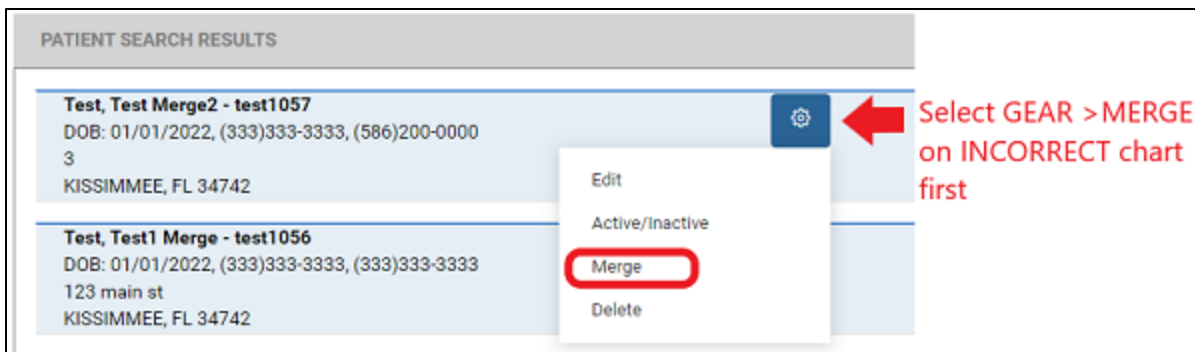 PATIENT SEARCH RESULTS
Test, Test Merge2 - test1057
DOB: 01/01/2022, (333)333-3333, (586)200-0000
3
KISSIMMEE, FL 34742
Select GEAR >MERGE
on INCORRECT chart
first
Edit
Active/Inactive
Merge
Delete
Test, Test1 Merge - test1056
DOB: 01/01/2022, (333)333-3333, (333)333-3333
123 main st
KISSIMMEE, FL 34742